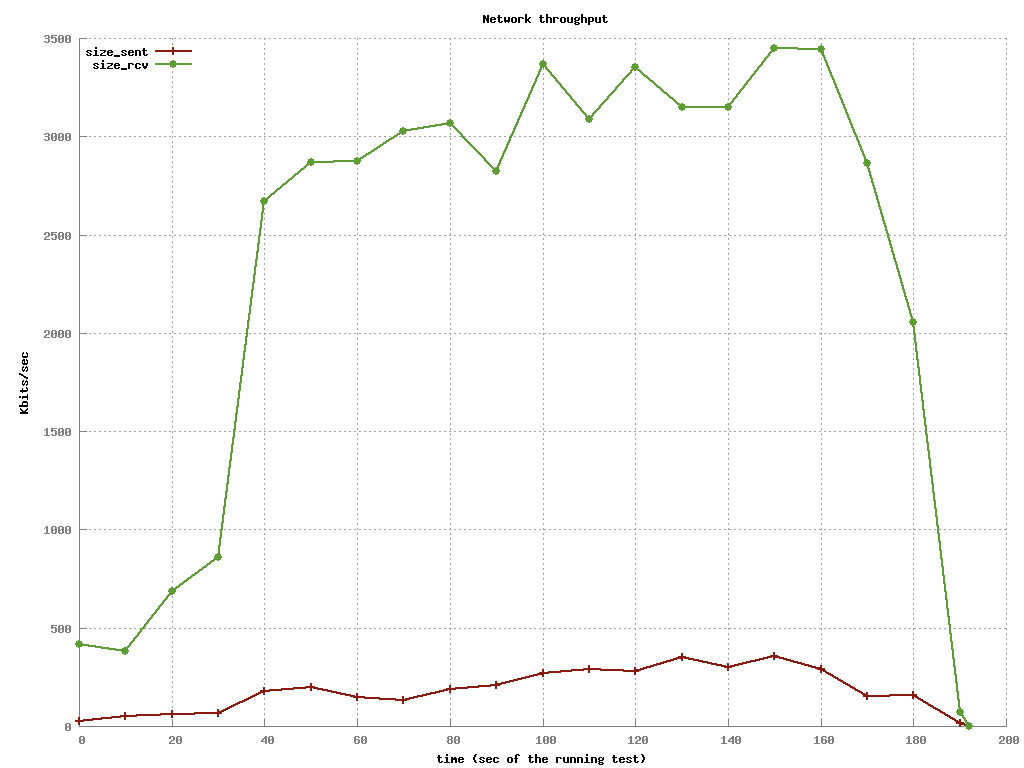 Network throughput
size_sent
size_rcv
3500
3000
2500
2000
1500
1000
500
0
Kbits/sec
0 20 40 60 80 100 120 140 160 180 200
time (sec of the running test)